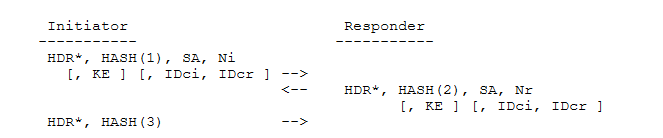 Initiator Responder
----------- -----------
HDR*, HASH(1), SA, Ni
[, KE ] [, IDci, IDcr ] -->
<-- HDR*, HASH(2), SA, Nr
[, KE ] [, IDci, IDcr ]
HDR*, HASH(3) -->